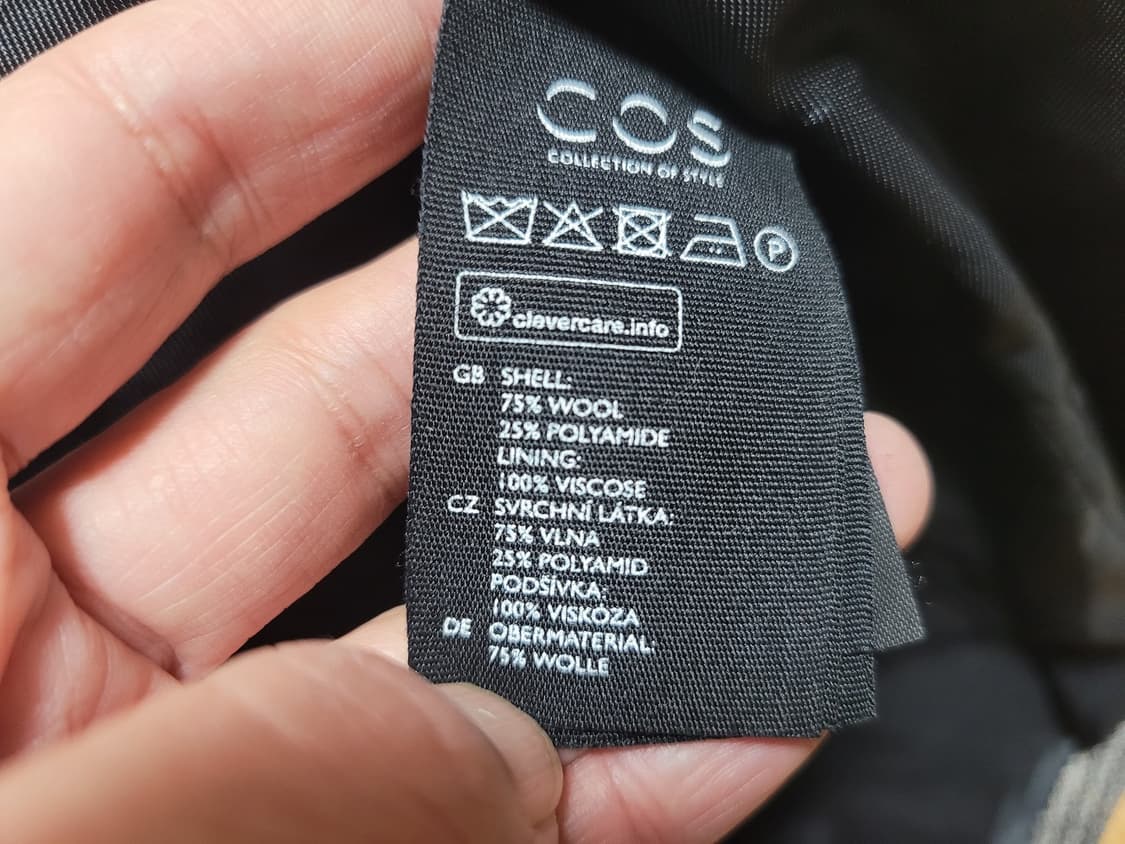 COS
COLLECTION OF STYLE
P
clevercare.info
GB SHELL:
75% WOOL
25% POLYAMIDE
LINING:
100% VISCOSE
CZ SVRCHNÍ LÁTKA:
75% VLNA
25% POLYAMID
PODŠÍVKA:
100% VISKÓZA
DE OBERMATERIAL
75% WOLLE